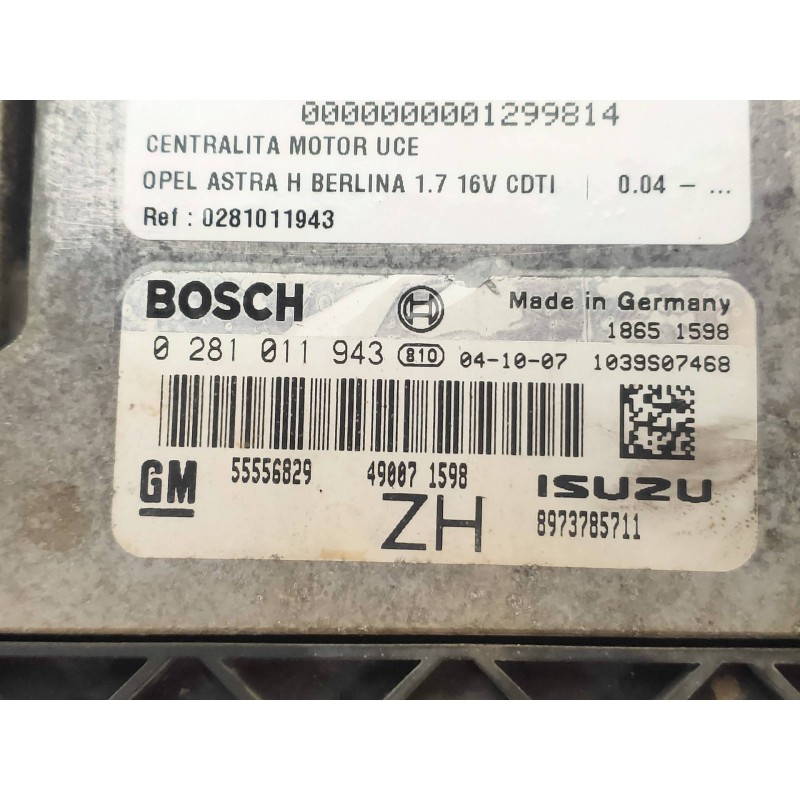 0000000001299814
CENTRALITA MOTOR UCE
OPEL ASTRA H BERLINA 1.7 16V CDTI | 0.04 - ...
Ref : 0281011943
BOSCH Made in Germany
1865 1598
0 281 011 943 810 04-10-07 1039S07468
GM 55556829 49007 1598 ISUZU
ZH 8973785711